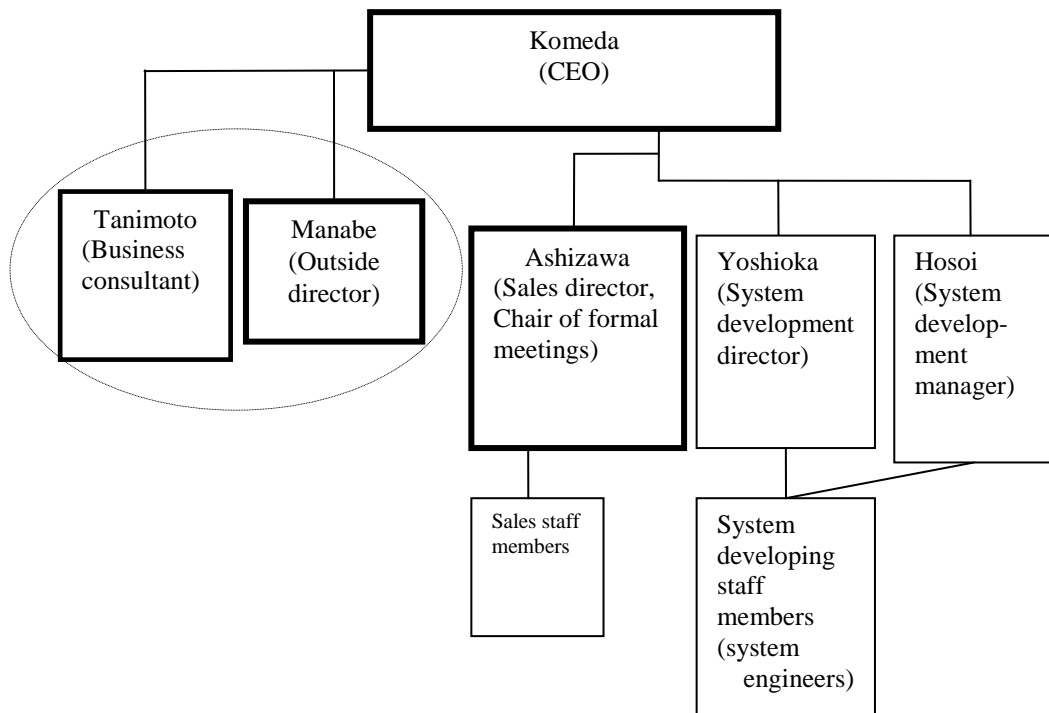 Komeda
(CEO)
Tanimoto
(Business
consultant)
Manabe
(Outside
director)
Ashizawa
(Sales director,
Chair of formal
meetings)
Yoshioka
(System
development
director)
Hosoi
(System
develop-
ment
manager)
Sales staff
members
System
developing
staff
members
(system
engineers)